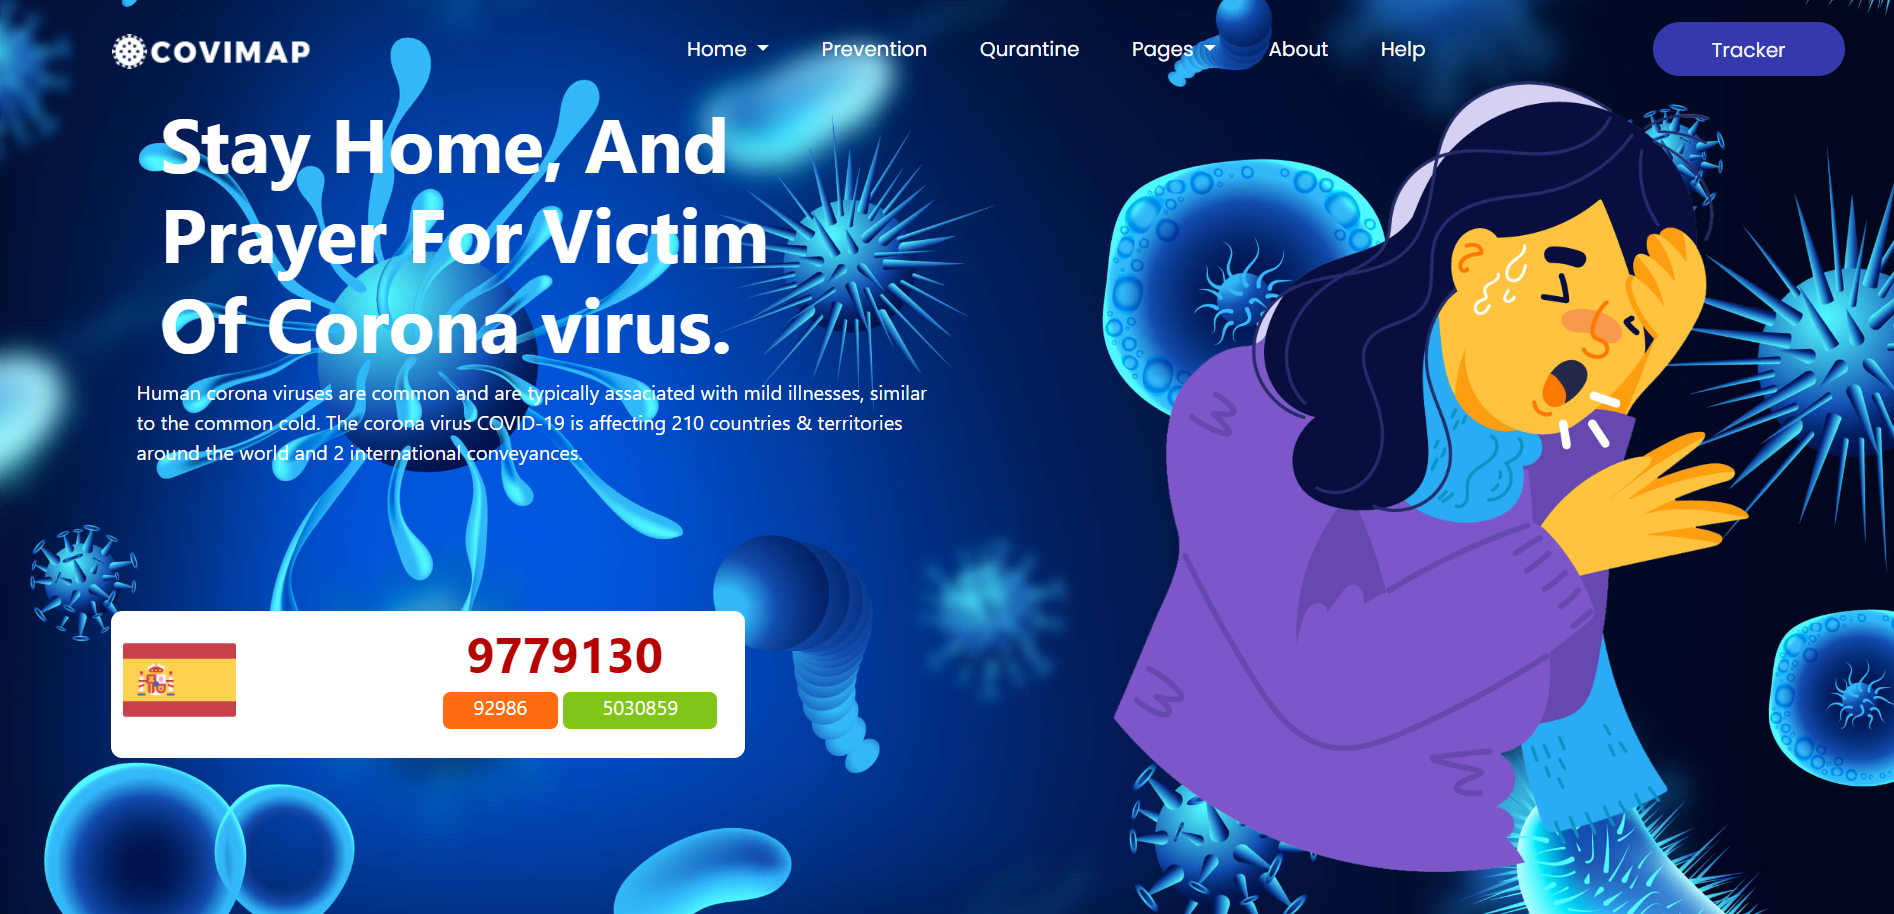 COVIMAP
Home
Prevention
Qurantine
Pages
About
Help
Tracker
Stay Home, And
Prayer For Victim
Of Corona virus.
Human corona viruses are common and are typically assaciated with mild illnesses, similar
to the common cold. The corona virus COVID-19 is affecting 210 countries & territories
around the world and 2 international conveyances.
9779130
92986
5030859